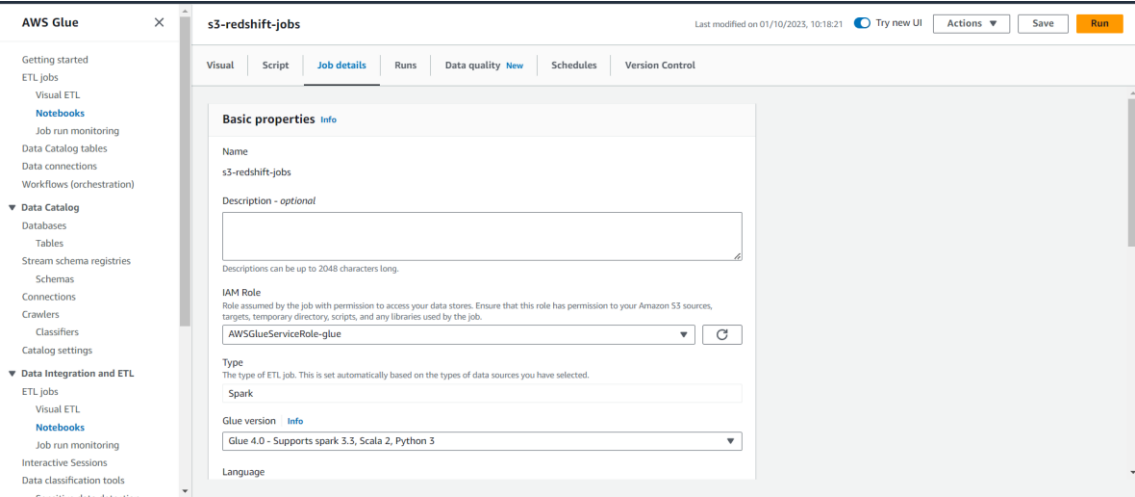 AWS Glue
Getting started
ETL jobs
Visual ETL
Notebooks
Job run monitoring
Data Catalog tables
Data connections
Workflows (orchestration)
Data Catalog
Databases
Tables
Stream schema registries
Schemas
Connections
Crawlers
Classifiers
Catalog settings
Data Integration and ETL
ETL jobs
Visual ETL
Notebooks
Job run monitoring
Interactive Sessions
Data classification tools
s3-redshift-jobs
Last modified on 01/10/2023, 10:18:21 Try new UI Actions Save Run
Visual Script Job details Runs Data quality New Schedules Version Control
Basic properties Info
Name
s3-redshift-jobs
Description - optional
Descriptions can be up to 2048 characters long.
IAM Role
Role assumed by the job with permission to access your data stores. Ensure that this role has permission to your Amazon S3 sources,
targets, temporary directory, scripts, and any libraries used by the job.
AWSGlueServiceRole-glue
Type
The type of ETL job. This is set automatically based on the types of data sources you have selected.
Spark
Glue version Info
Glue 4.0 - Supports spark 3.3, Scala 2, Python 3
Language